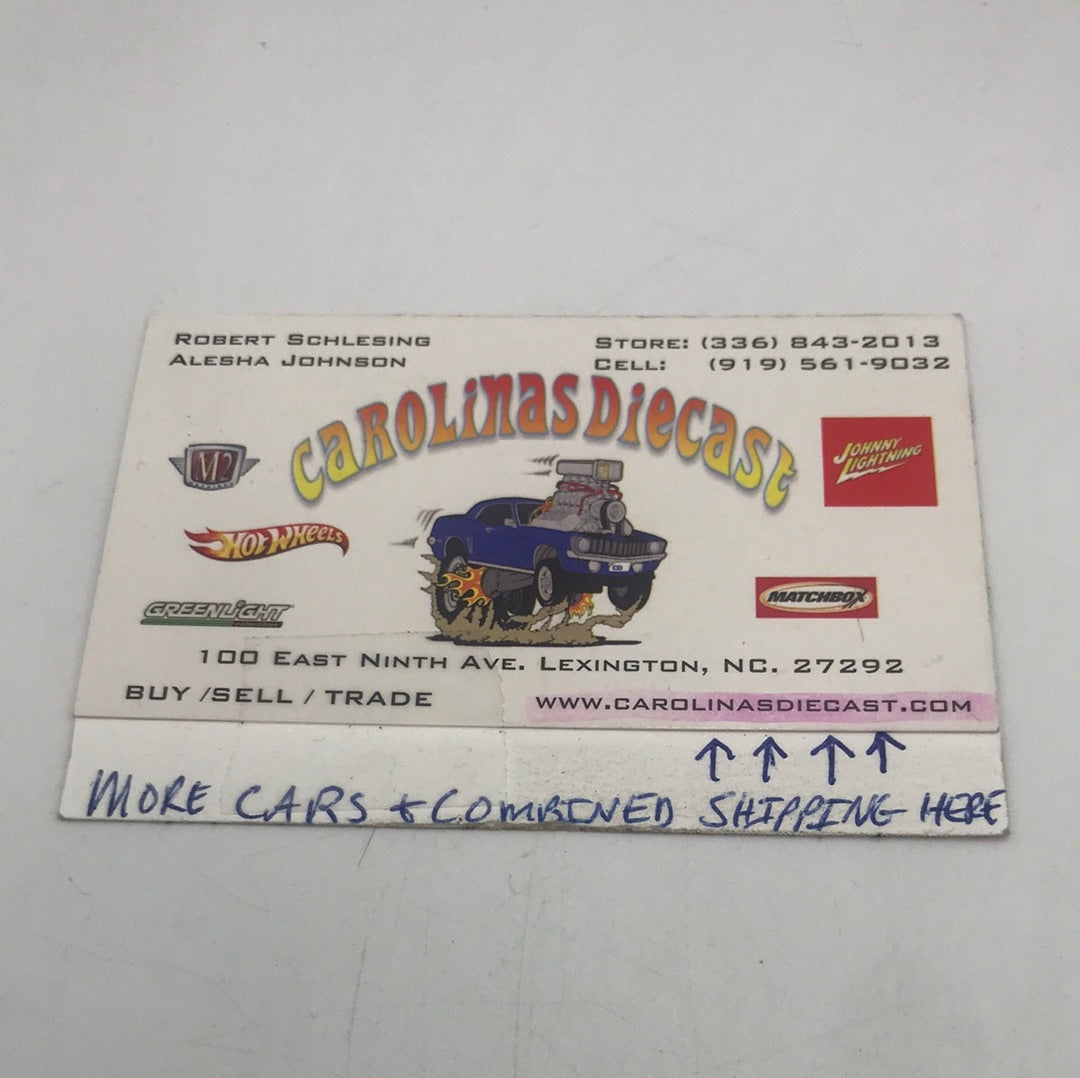 ROBERT SCHLESING
ALESHA JOHNSON
STORE: (336) 843-2013
CELL: (919) 561-9032
CAROLINAS DIECAST
M2
JOHNNY LIGHTNING
HOT WHEELS
MATCHBOX
GREENLIGHT
100 EAST NINTH AVE. LEXINGTON, NC. 27292
BUY /SELL / TRADE
WWW.CAROLINASDIECAST.COM
MORE CARS + COMBINED SHIPPING HERE